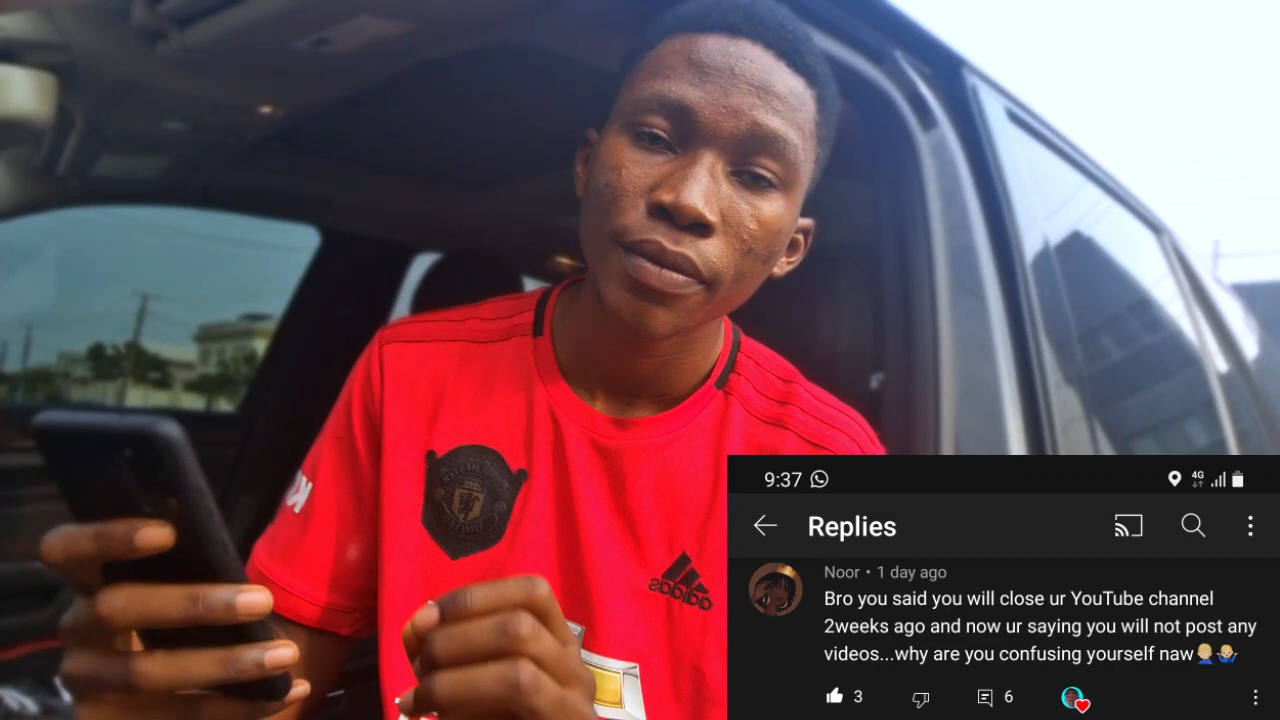 adidas
9:37
4G
Replies
Noor • 1 day ago
Bro you said you will close ur YouTube channel
2weeks ago and now ur saying you will not post any
videos...why are you confusing yourself naw🤦🏼‍♂️🤷🏼‍♂️
3
6